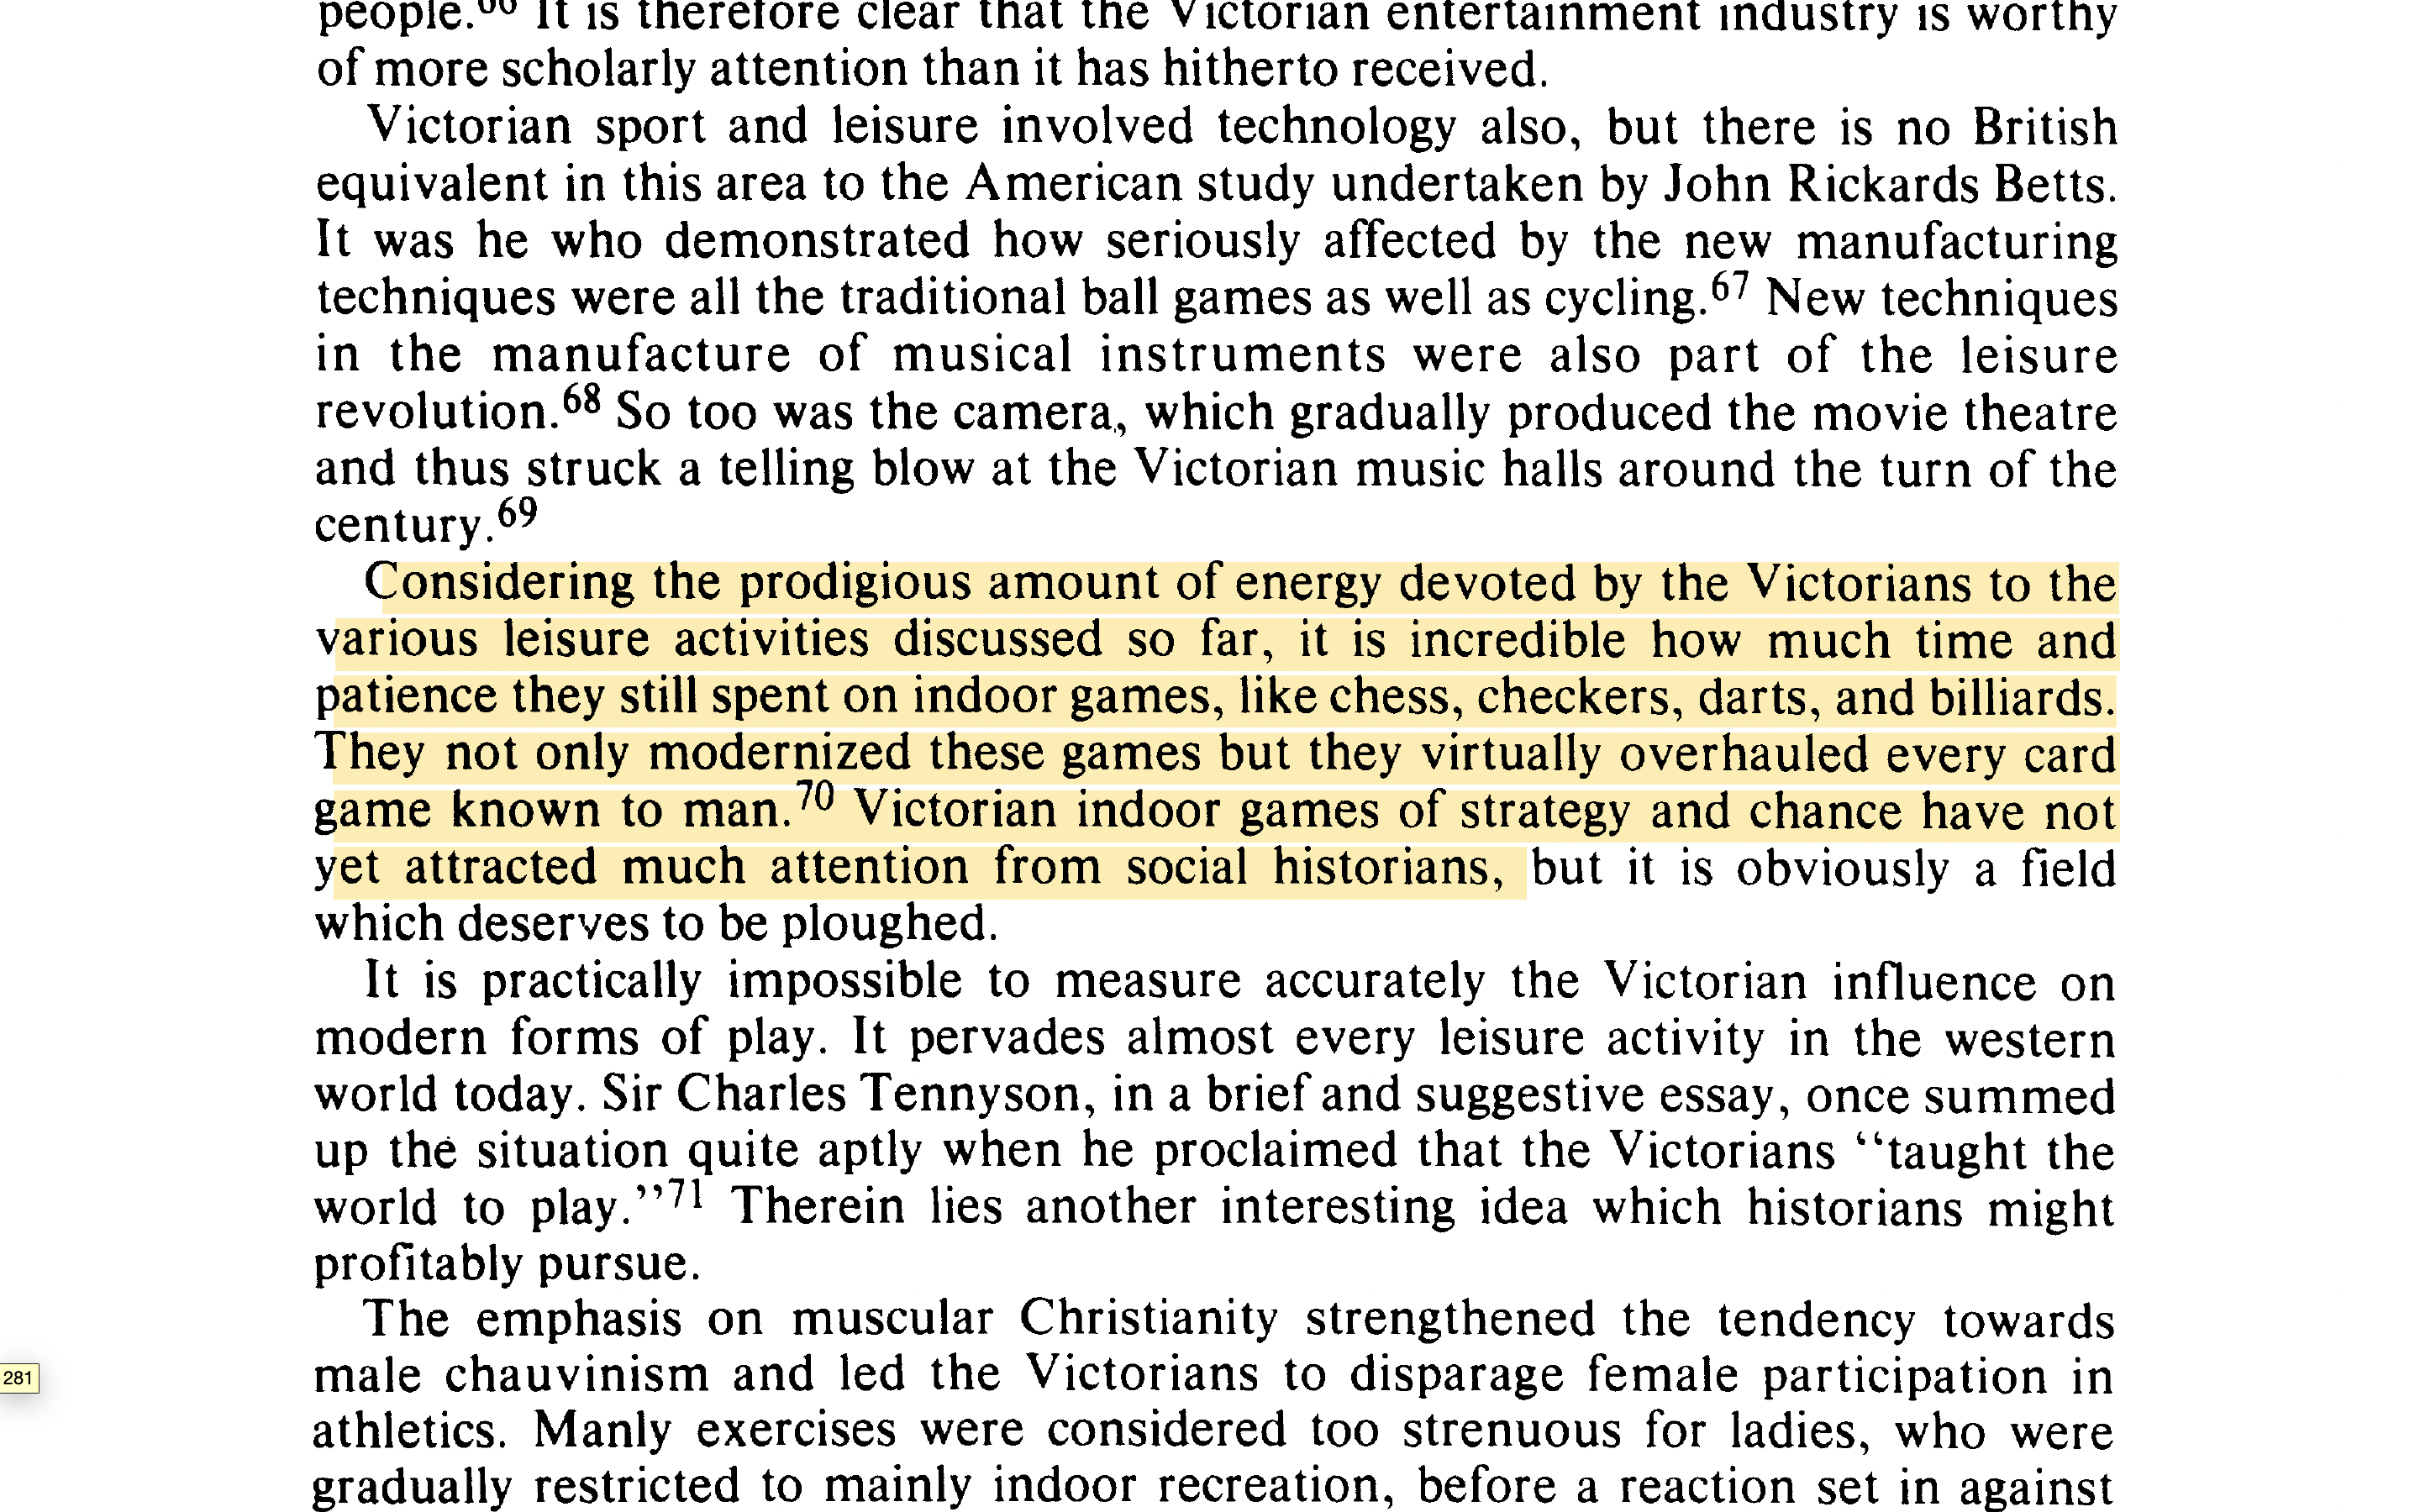 people.66 It is therefore clear that the Victorian entertainment industry is worthy
of more scholarly attention than it has hitherto received.
Victorian sport and leisure involved technology also, but there is no British
equivalent in this area to the American study undertaken by John Rickards Betts.
It was he who demonstrated how seriously affected by the new manufacturing
techniques were all the traditional ball games as well as cycling.67 New techniques
in the manufacture of musical instruments were also part of the leisure
revolution.68 So too was the camera, which gradually produced the movie theatre
and thus struck a telling blow at the Victorian music halls around the turn of the
century.69
Considering the prodigious amount of energy devoted by the Victorians to the
various leisure activities discussed so far, it is incredible how much time and
patience they still spent on indoor games, like chess, checkers, darts, and billiards.
They not only modernized these games but they virtually overhauled every card
game known to man.70 Victorian indoor games of strategy and chance have not
yet attracted much attention from social historians, but it is obviously a field
which deserves to be ploughed.
It is practically impossible to measure accurately the Victorian influence on
modern forms of play. It pervades almost every leisure activity in the western
world today. Sir Charles Tennyson, in a brief and suggestive essay, once summed
up the situation quite aptly when he proclaimed that the Victorians “taught the
world to play.”71 Therein lies another interesting idea which historians might
profitably pursue.
The emphasis on muscular Christianity strengthened the tendency towards
male chauvinism and led the Victorians to disparage female participation in
281
athletics. Manly exercises were considered too strenuous for ladies, who were
gradually restricted to mainly indoor recreation, before a reaction set in against